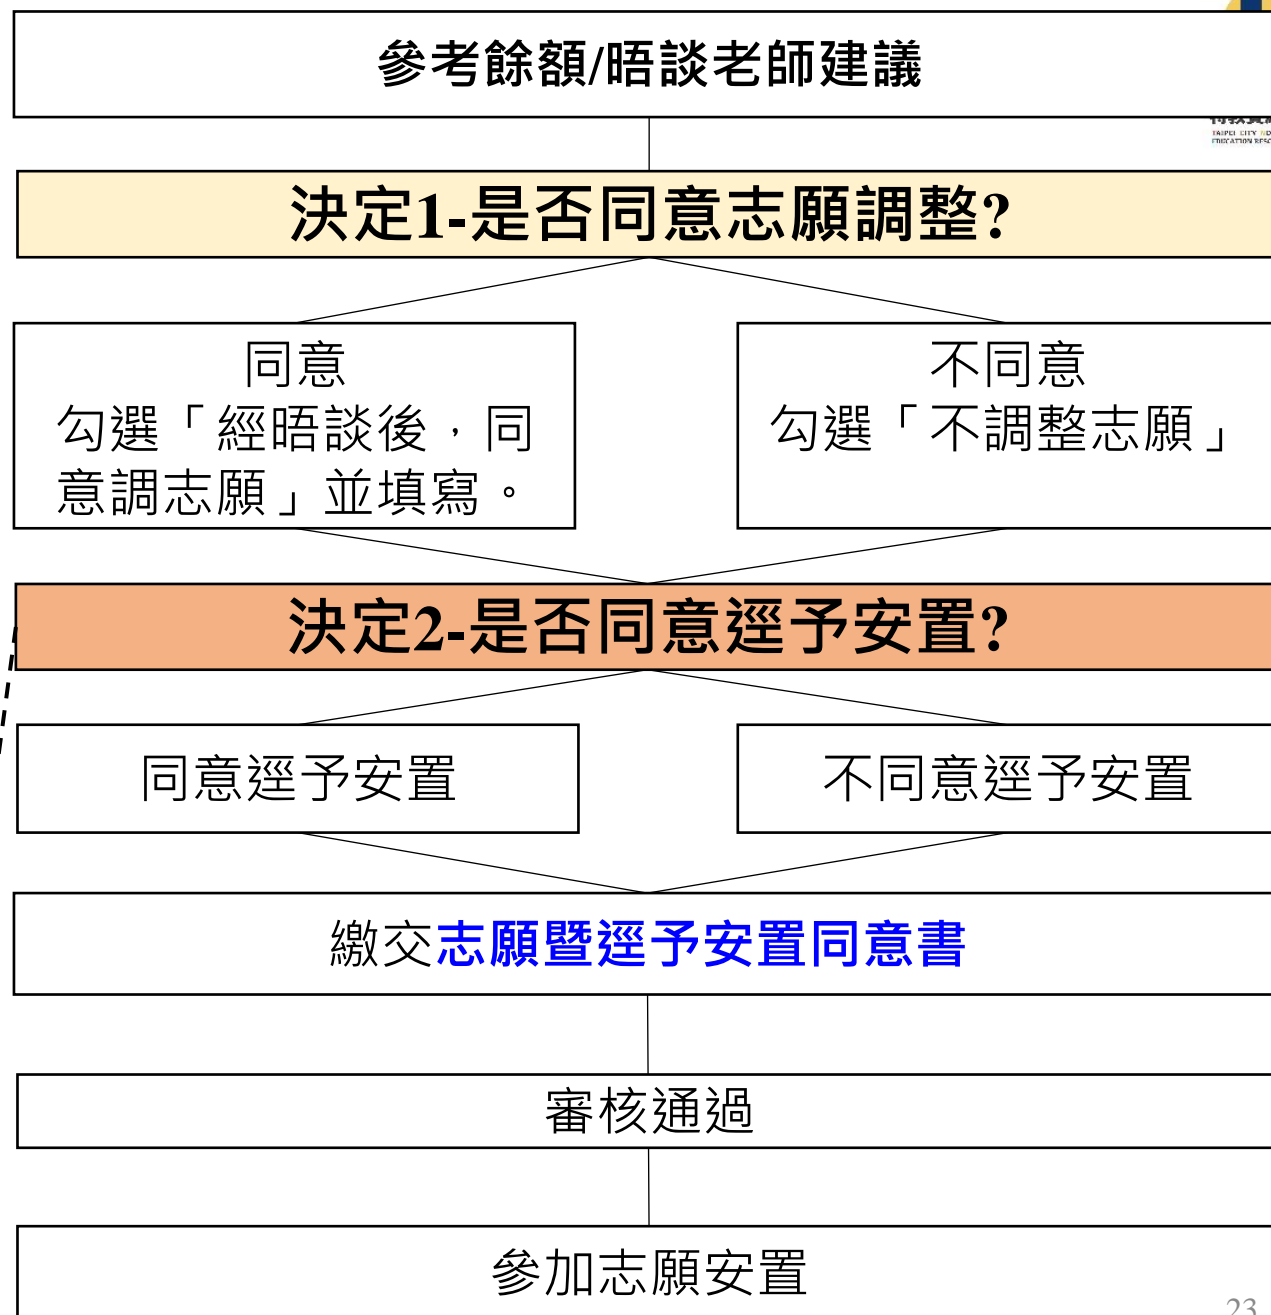 參考餘額/晤談老師建議
TAIPEI CITY
決定1-是否同意志願調整?
同意
勾選「經晤談後，同
意調志願」並填寫。
不同意
勾選「不調整志願」
決定2-是否同意逕予安置?
同意逕予安置
不同意逕予安置
繳交志願暨逕予安置同意書
審核通過
參加志願安置
23